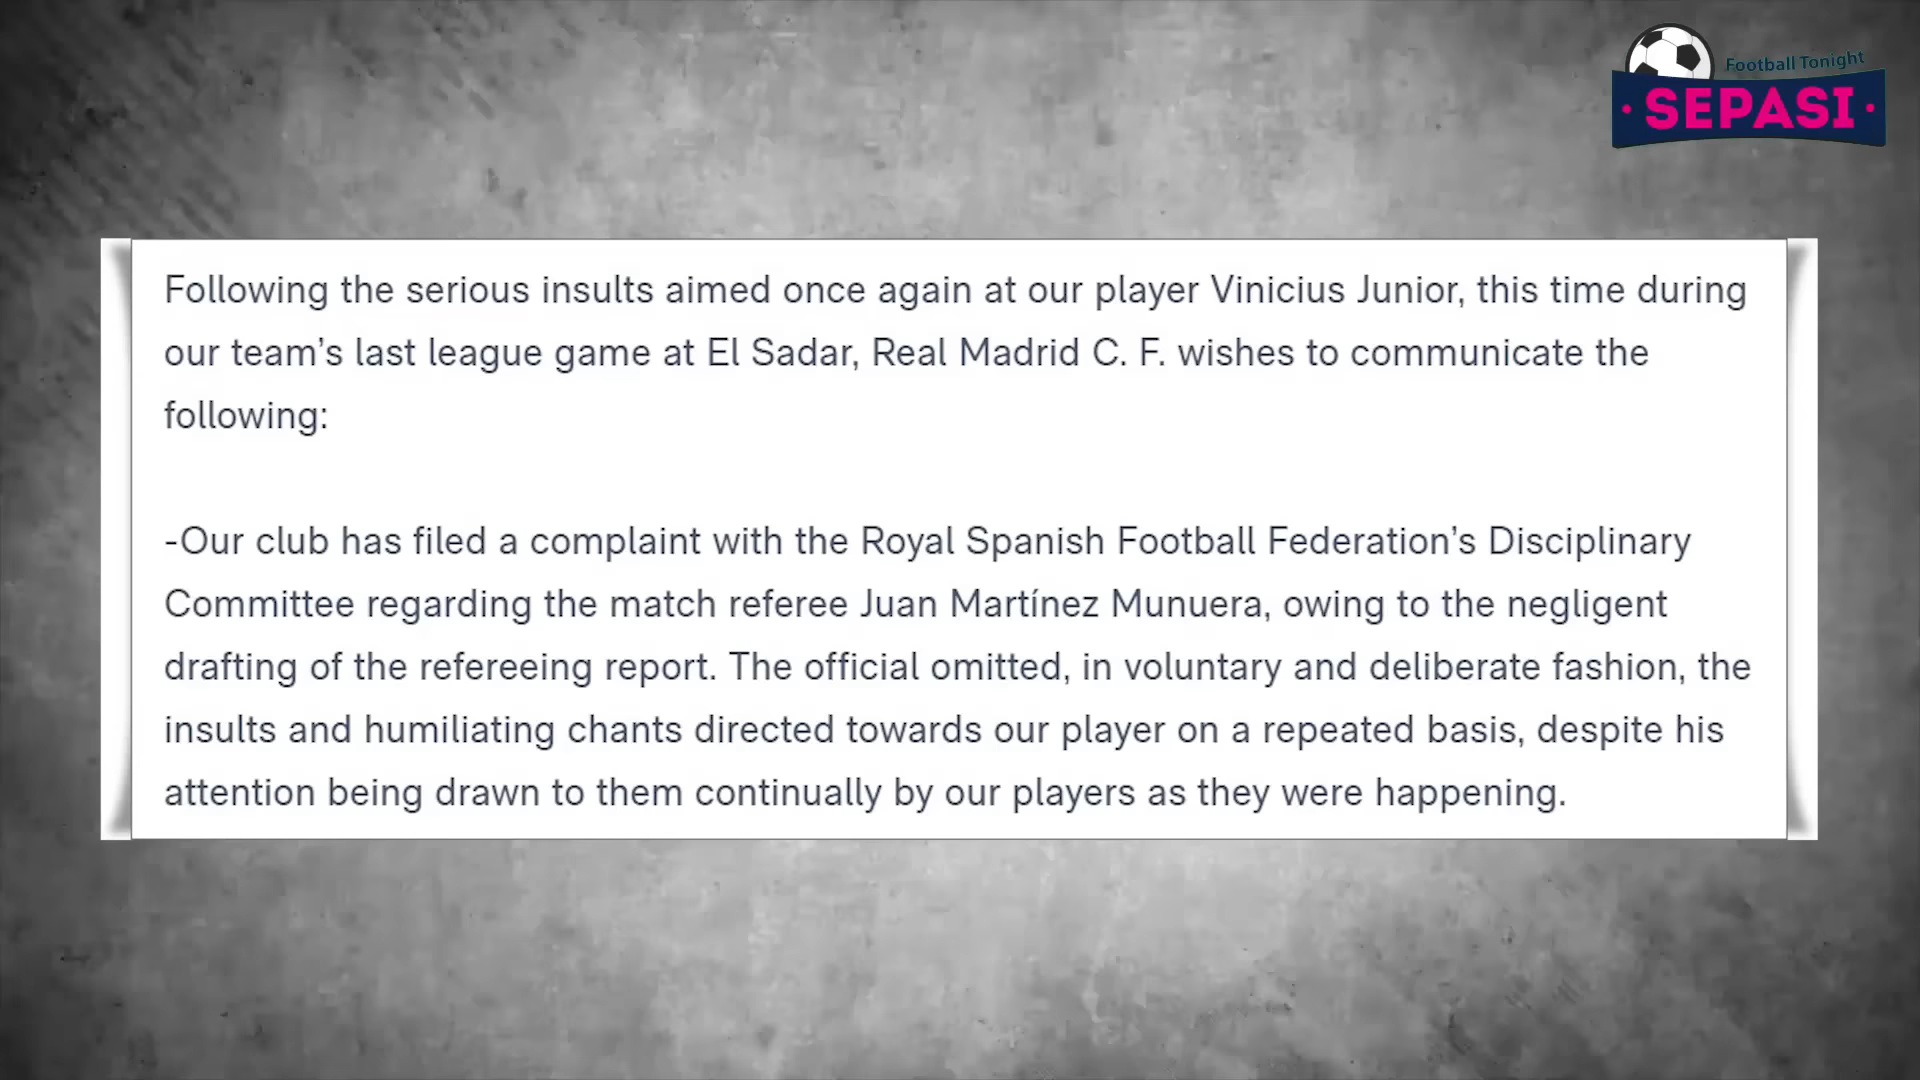 Football Tonight
· SEPASI ·
Following the serious insults aimed once again at our player Vinicius Junior, this time during
our team’s last league game at El Sadar, Real Madrid C. F. wishes to communicate the
following:
-Our club has filed a complaint with the Royal Spanish Football Federation’s Disciplinary
Committee regarding the match referee Juan Martínez Munuera, owing to the negligent
drafting of the refereeing report. The official omitted, in voluntary and deliberate fashion, the
insults and humiliating chants directed towards our player on a repeated basis, despite his
attention being drawn to them continually by our players as they were happening.